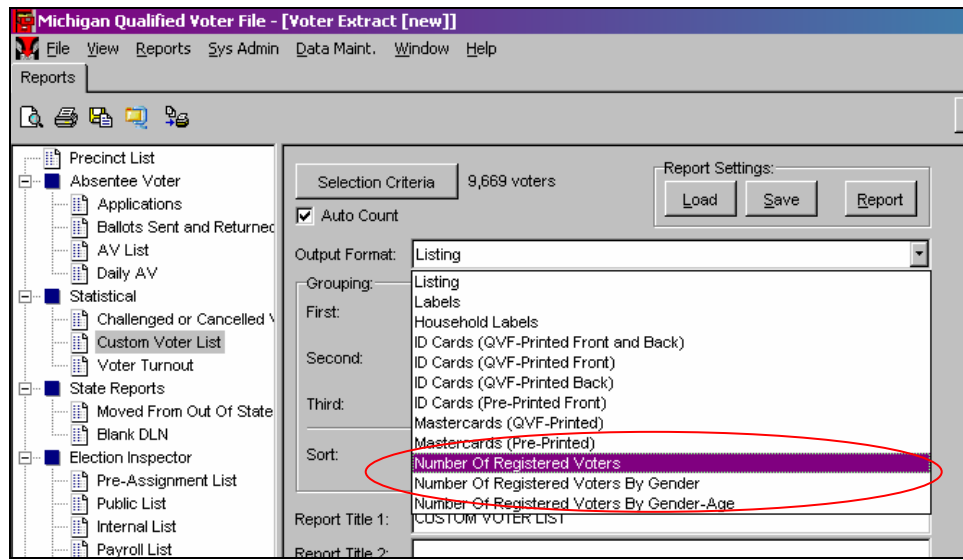 Michigan Qualified Voter File - [Voter Extract [new]]
File View Reports Sys Admin Data Maint. Window Help
Reports
Precinct List
Absentee Voter
Applications
Ballots Sent and Returned
AV List
Daily AV
Statistical
Challenged or Cancelled
Custom Voter List
Voter Turnout
State Reports
Moved From Out Of State
Blank DLN
Election Inspector
Pre-Assignment List
Public List
Internal List
Payroll List
Selection Criteria 9,669 voters
Auto Count
Report Settings:
Load Save Report
Output Format: Listing
Grouping:
First:
Second:
Third:
Sort:
Listing
Labels
Household Labels
ID Cards (QVF-Printed Front and Back)
ID Cards (QVF-Printed Front)
ID Cards (QVF-Printed Back)
ID Cards (Pre-Printed Front)
Mastercards (QVF-Printed)
Mastercards (Pre-Printed)
Number Of Registered Voters
Number Of Registered Voters By Gender
Number Of Registered Voters By Gender-Age
Report Title 1: CUSTOM VOTER LIST
Report Title 2: